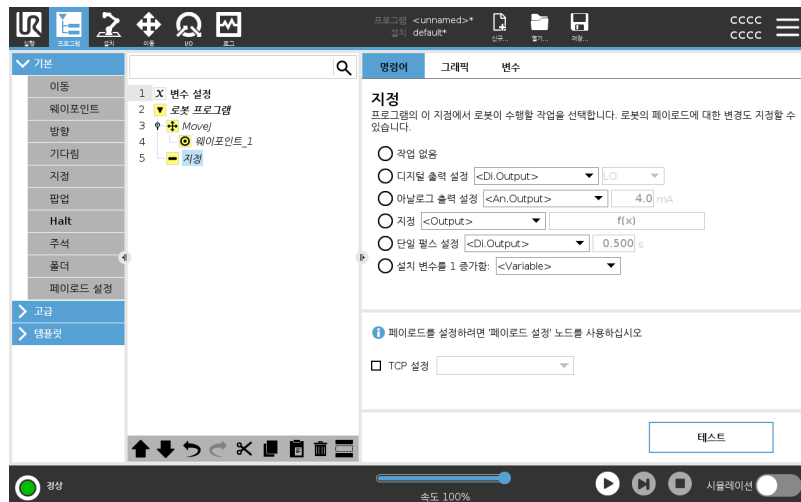 프로그램 <unnamed>*
설치 default*
실행
프로그램
설치
이동
I/O
로그
신규...
열기...
저장...
cccc
cccc
기본
이동
웨이포인트
방향
기다림
지정
팝업
Halt
주석
폴더
페이로드 설정
고급
템플릿
1 X 변수 설정
2 로봇 프로그램
3 MoveJ
4 웨이포인트_1
5 지정
명령어 그래픽 변수
지정
프로그램의 이 지점에서 로봇이 수행할 작업을 선택합니다. 로봇의 페이로드에 대한 변경도 지정할 수
있습니다.
작업 없음
디지털 출력 설정 <Di.Output> LO
아날로그 출력 설정 <An.Output> 4.0 mA
지정 <Output> f(x)
단일 펄스 설정 <Di.Output> 0.500 s
설치 변수를 1 증가함: <Variable>
페이로드를 설정하려면 '페이로드 설정' 노드를 사용하십시오
TCP 설정
테스트
정상
속도 100%
시뮬레이션